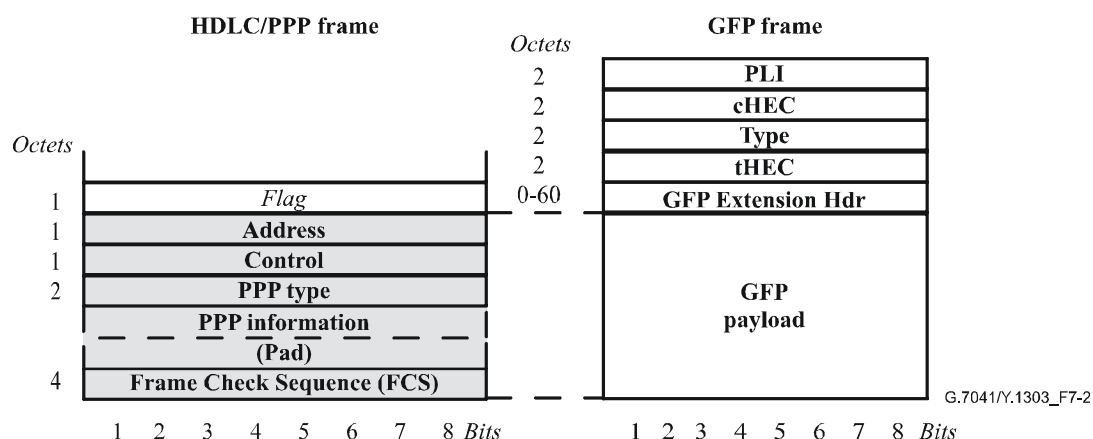 HDLC/PPP frame
GFP frame
Octets
2 PLI
2 cHEC
2 Type
Octets
2 tHEC
1 Flag
0-60 GFP Extension Hdr
1 Address
1 Control
2 PPP type
GFP
payload
PPP information
(Pad)
4 Frame Check Sequence (FCS)
G.7041/Y.1303_F7-2
1 2 3 4 5 6 7 8 Bits
1 2 3 4 5 6 7 8 Bits